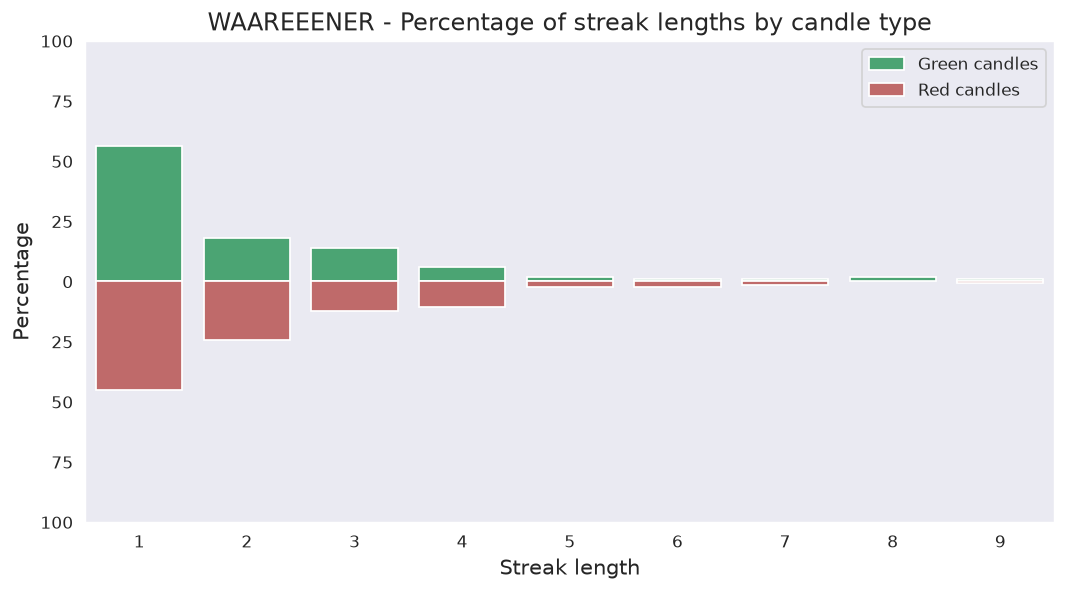 WAAREEENER - Percentage of streak lengths by candle type
Green candles
Red candles
Percentage
100
75
50
25
0
25
50
75
100
1 2 3 4 5 6 7 8 9
Streak length